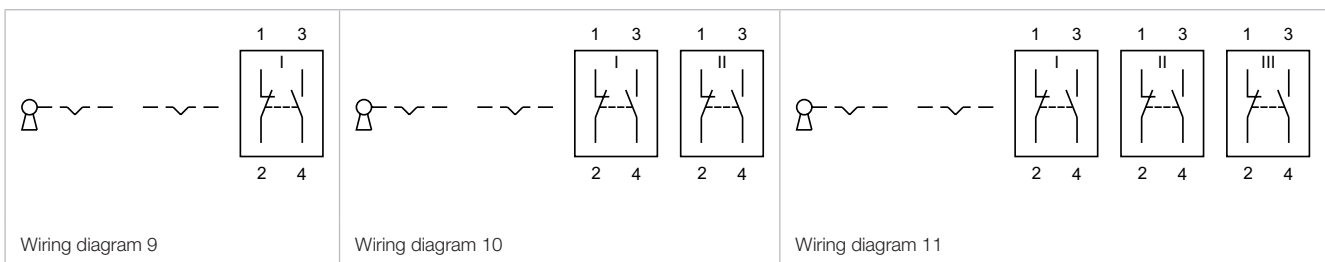 1 3
I
2 4
Wiring diagram 9
1 3 1 3
I II
2 4 2 4
Wiring diagram 10
1 3 1 3 1 3
I II III
2 4 2 4 2 4
Wiring diagram 11